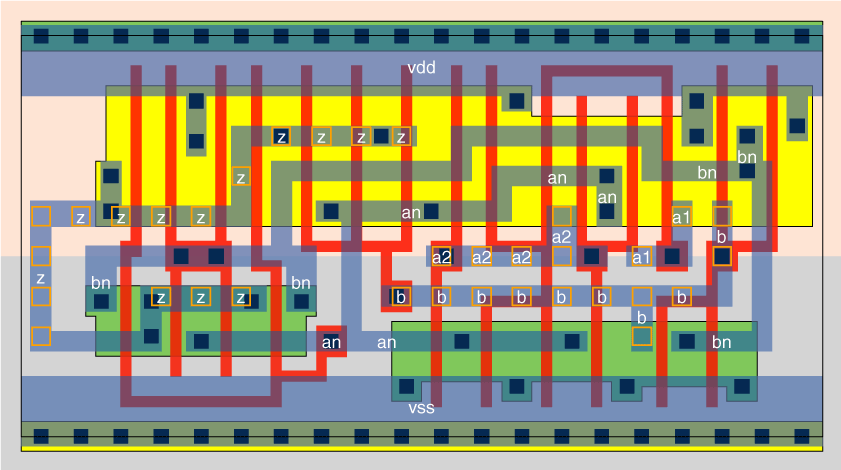 vdd
z z z z
bn
z
an bn
an
z z z z an a1
a2 b
a2 a2 a2 a1
z
bn bn
z z z b b b b b b b
b
an an bn
vss